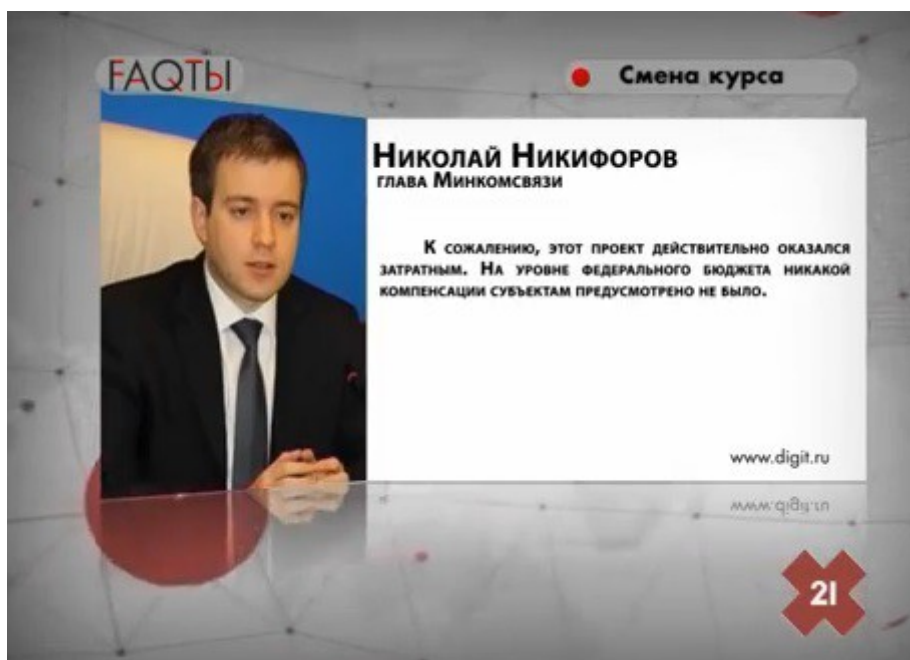 FAQТЫ
Смена курса
Николай Никифоров
глава Минкомсвязи
К сожалению, этот проект действительно оказался
затратным. На уровне федерального бюджета никакой
компенсации субъектам предусмотрено не было.
www.digit.ru
www.digit.ru
21